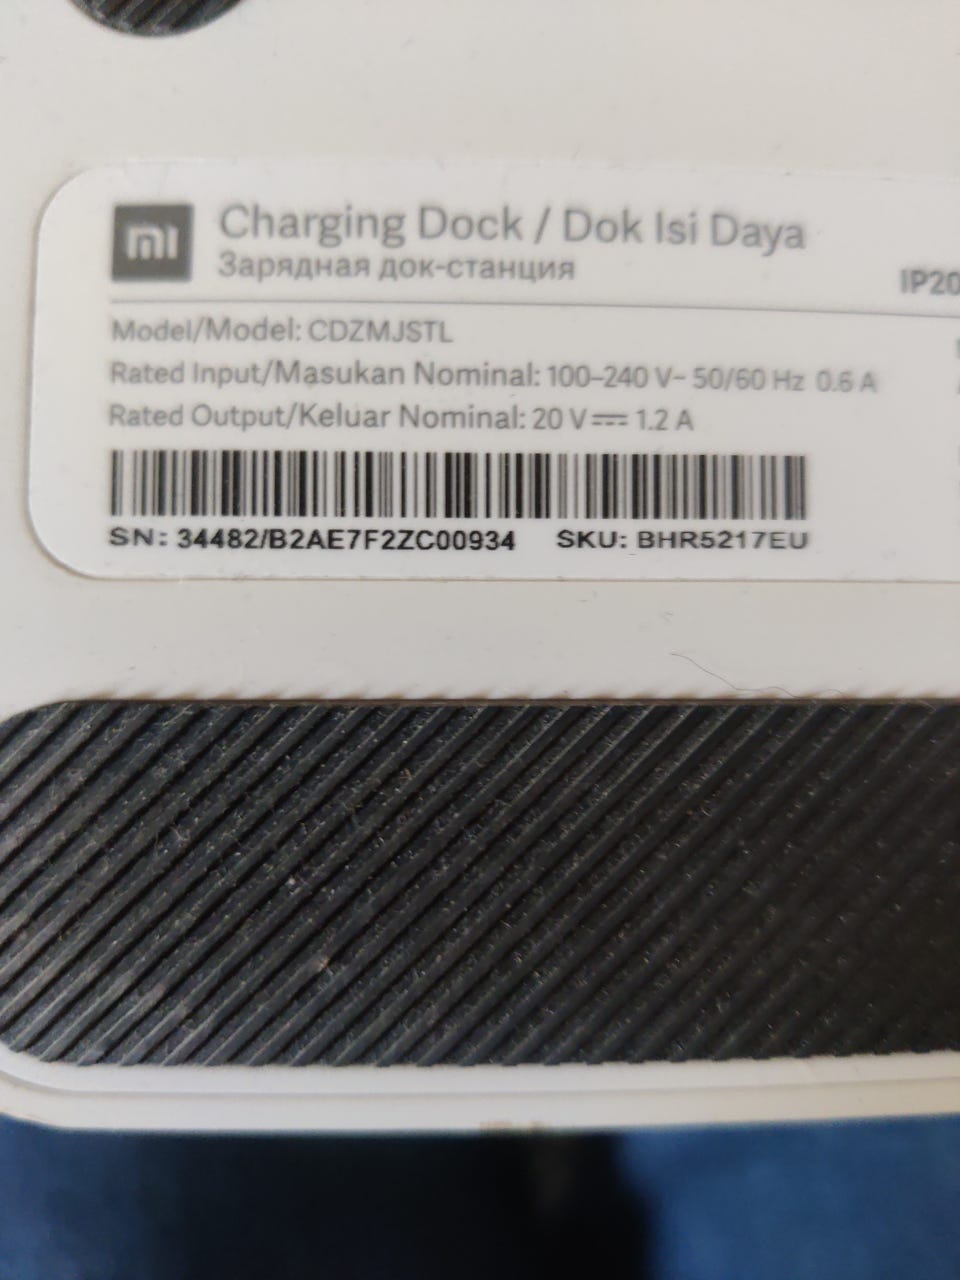 mi Charging Dock / Dok Isi Daya
Зарядная док-станция
IP20
Model/Model: CDZMJSTL
Rated Input/Masukan Nominal: 100–240 V~ 50/60 Hz 0.6 A
Rated Output/Keluar Nominal: 20 V⎓ 1.2 A
SN: 34482/B2AE7F2ZC00934 SKU: BHR5217EU